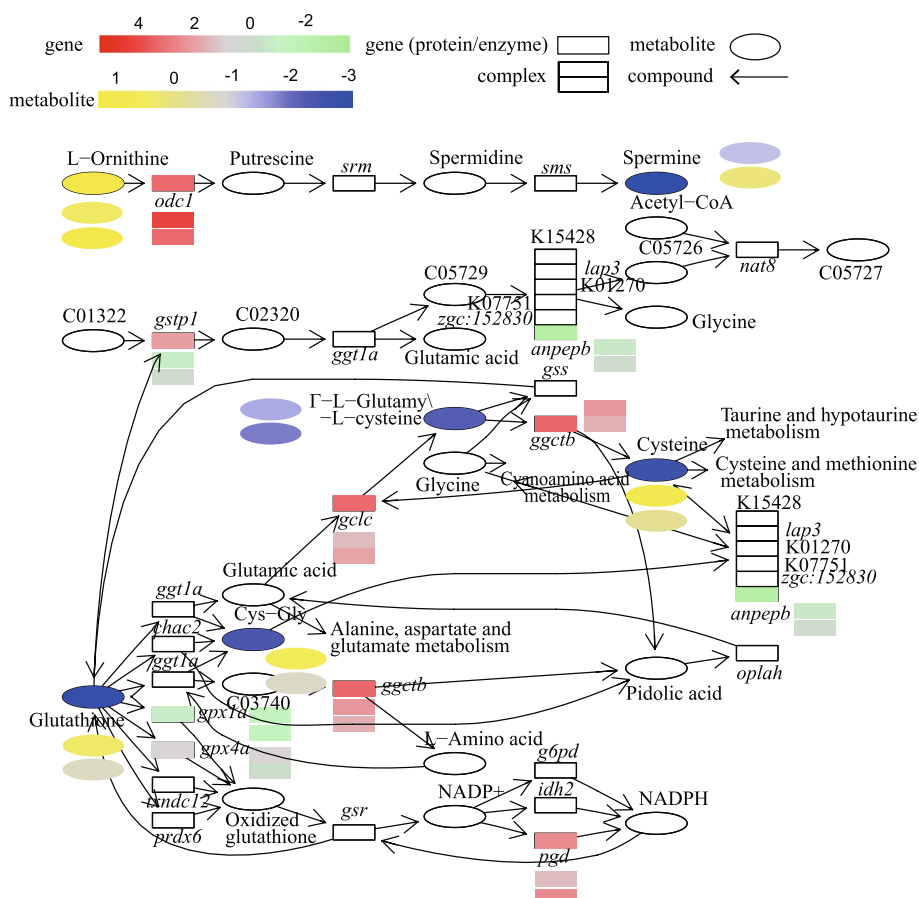 4 2 0 -2
gene
gene (protein/enzyme)
metabolite
1 0 -1 -2 -3
complex
compound
metabolite
L−Ornithine
Putrescine
srm
Spermidine
sms
Spermine
odc1
Acetyl−CoA
K15428
C05726
C05729
lap3
nat8
C05727
K01270
K07751
C01322
gstp1
C02320
zgc:152830
Glycine
ggt1a
Glutamic acid
anpepb
gss
Γ−L−Glutamy\
−L−cysteine
ggctb
Taurine and hypotaurine
metabolism
Cysteine
Cysteine and methionine
metabolism
Glycine
Cyanoamino acid
metabolism
K15428
gclc
lap3
K01270
K07751
zgc:152830
Glutamic acid
ggt1a
Cys−Gly
anpepb
chac2
Alanine, aspartate and
glutamate metabolism
ggt1a
oplah
ggctb
Pidolic acid
C03740
Glutathione
gpx1a
L−Amino acid
gpx4a
g6pd
NADP+
idh2
NADPH
txndc12
Oxidized
glutathione
gsr
prdx6
pgd